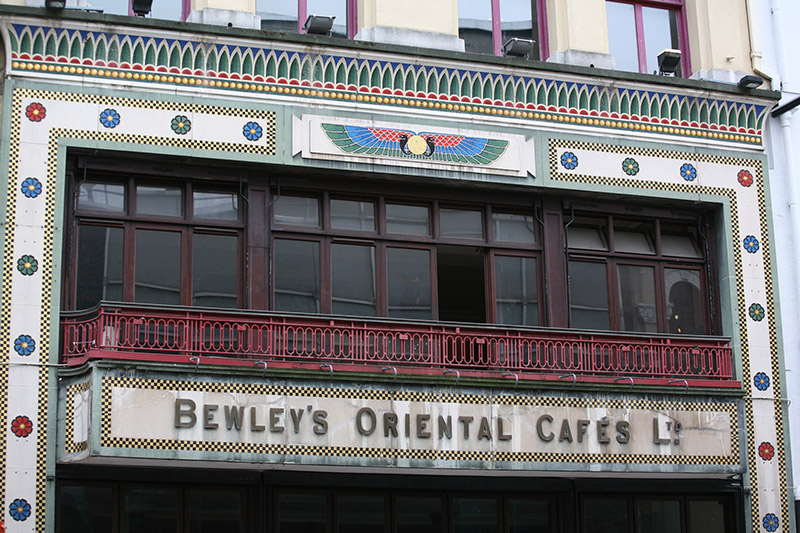 BEWLEY'S ORIENTAL CAFÉS LTD.